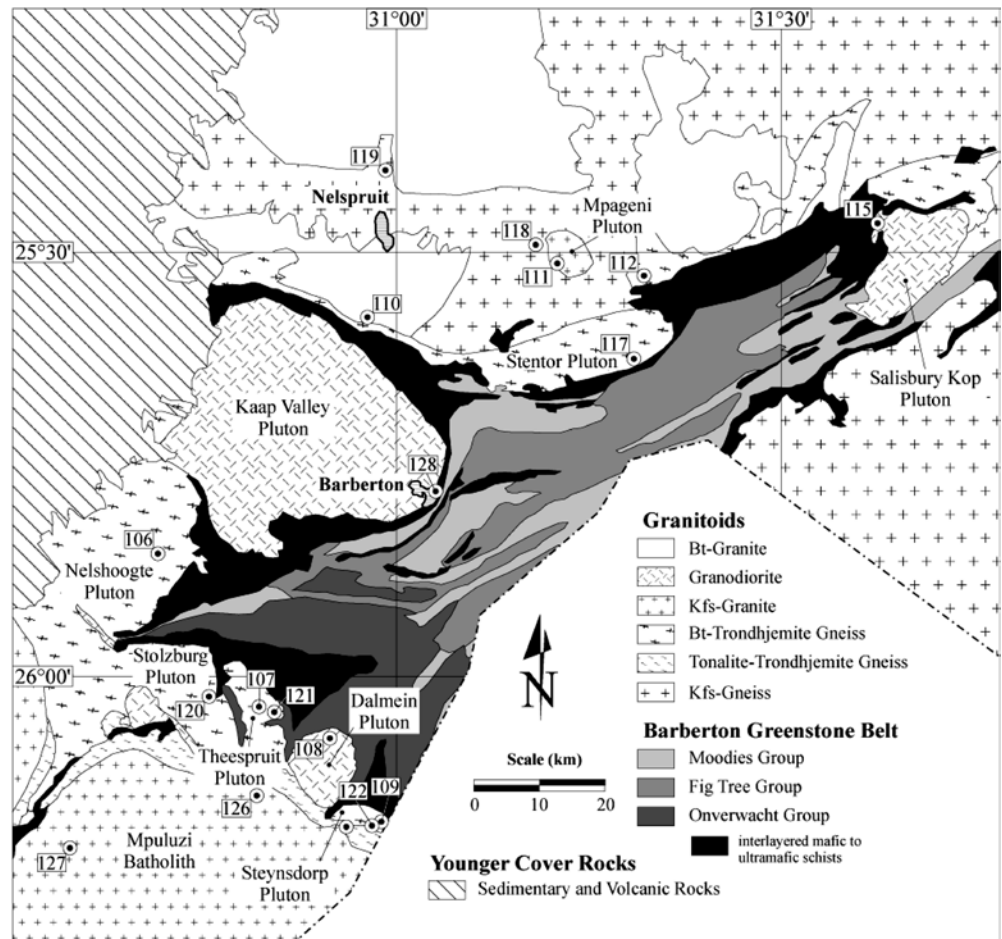 31°00'
31°30'
119
Nelspruit
Mpageni
Pluton
115
118
25°30'
111
112
110
117
Stentor Pluton
Salisbury Kop
Pluton
Kaap Valley
Pluton
128
Barberton
106
Nelshoogte
Pluton
Granitoids
Bt-Granite
Granodiorite
Kfs-Granite
Bt-Trondhjemite Gneiss
Tonalite-Trondhjemite Gneiss
Kfs-Gneiss
Stolzburg
Pluton
26°00'
107
121
120
Dalmein
Pluton
N
108
Theespruit
Pluton
122
109
126
Scale (km)
0
10
20
Barberton Greenstone Belt
Moodies Group
Fig Tree Group
Onverwacht Group
interlayered mafic to
ultramafic schists
Mpuluzi
Batholith
127
Steynsdorp
Pluton
Younger Cover Rocks
Sedimentary and Volcanic Rocks